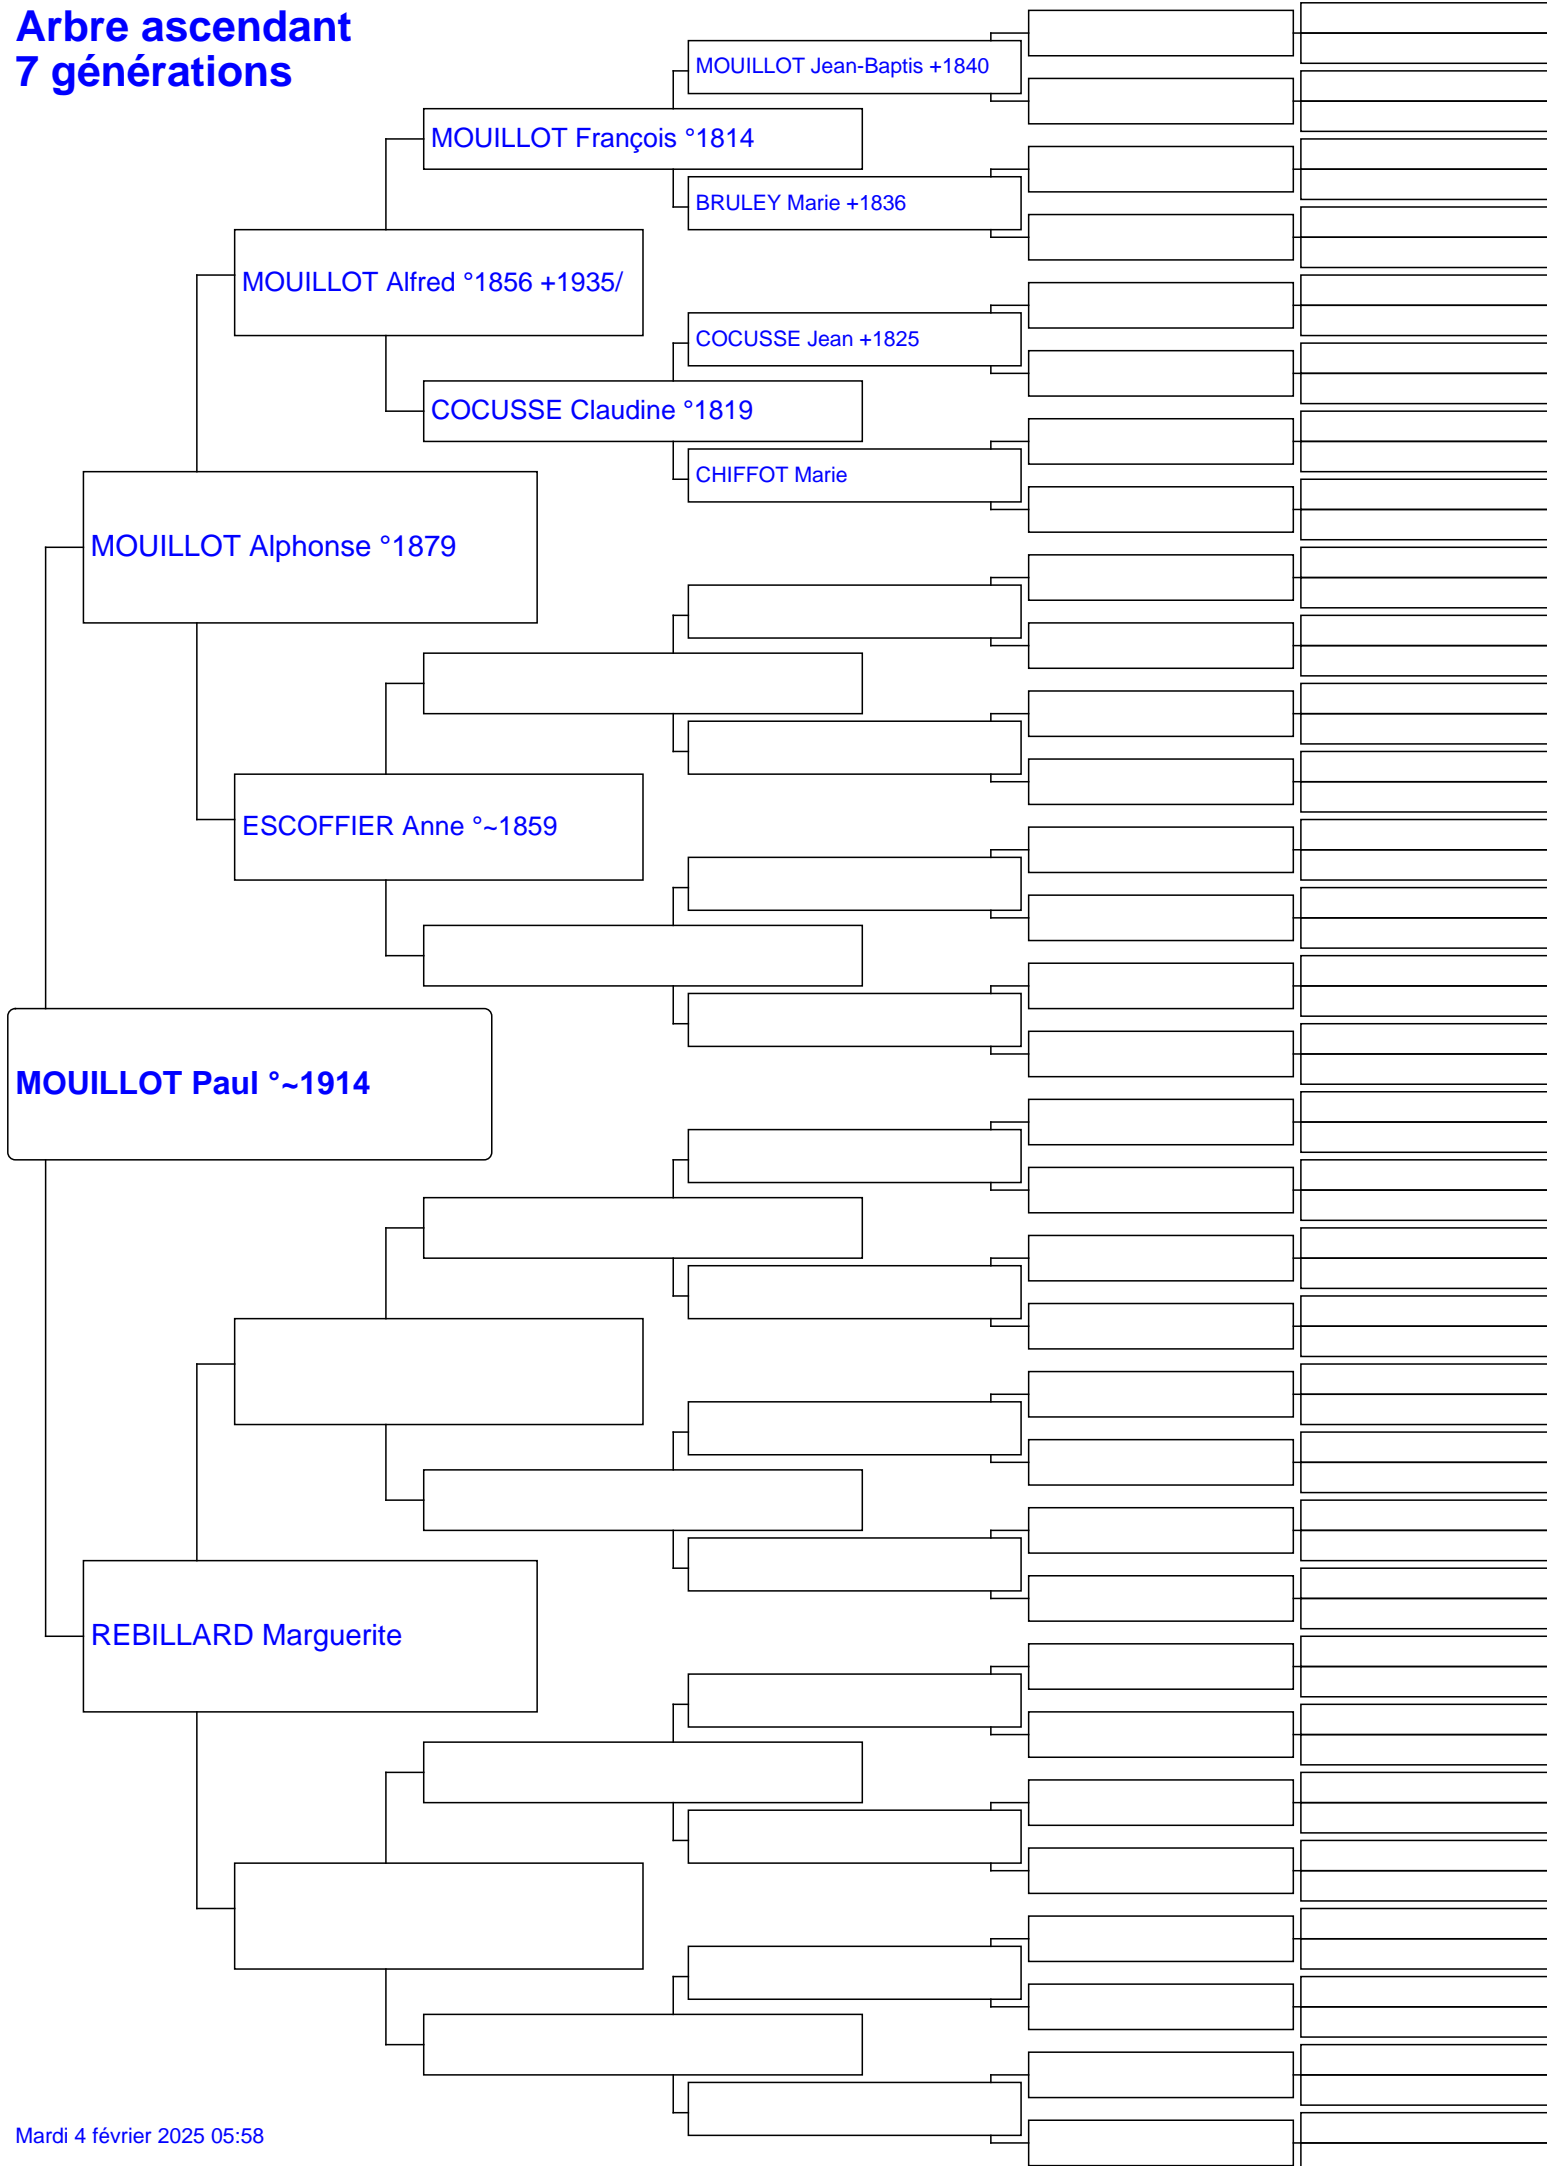 Arbre ascendant
7 générations
MOUILLOT Jean-Baptis +1840
MOUILLOT François °1814
BRULEY Marie +1836
MOUILLOT Alfred °1856 +1935/
COCUSSE Jean +1825
COCUSSE Claudine °1819
CHIFFOT Marie
MOUILLOT Alphonse °1879
ESCOFFIER Anne °~1859
MOUILLOT Paul °~1914
REBILLARD Marguerite
Mardi 4 février 2025 05:58